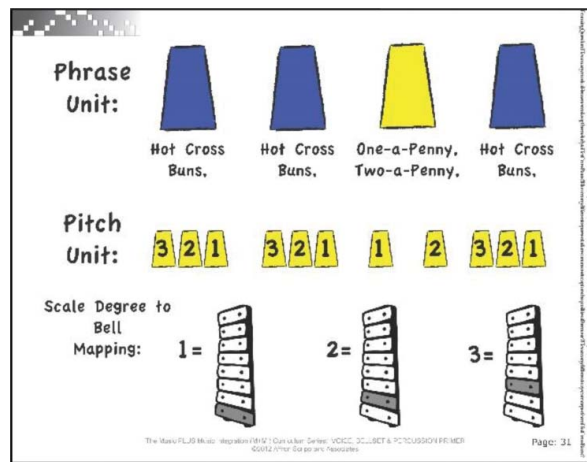 Phrase
Unit:
Hot Cross
Buns,
Hot Cross
Buns,
One-a-Penny,
Two-a-Penny,
Hot Cross
Buns,
Pitch
Unit:
3 2 1
3 2 1
1
2
3 2 1
Scale Degree to
Bell
Mapping:
1=
2=
3=
Page: 31